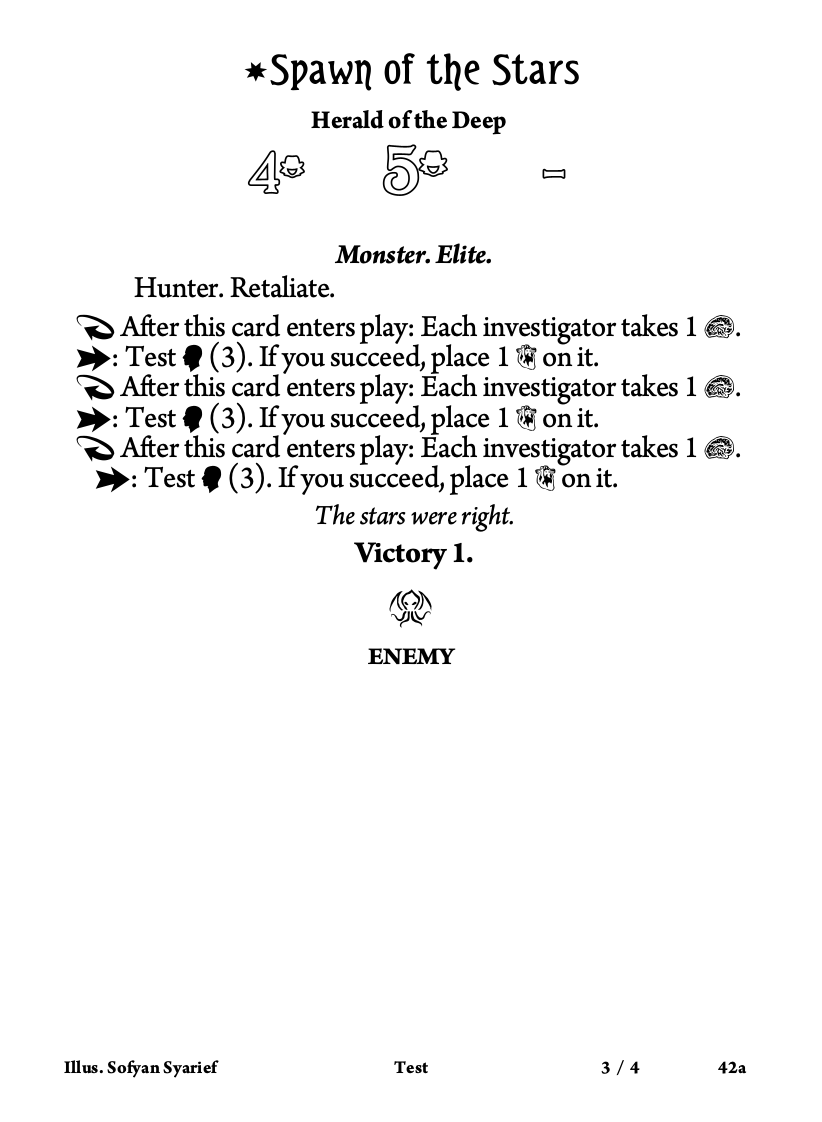 Spawn of the Stars
Herald of the Deep
4 5 –
Monster. Elite.
Hunter. Retaliate.
After this card enters play: Each investigator takes 1 .
: Test (3). If you succeed, place 1 on it.
After this card enters play: Each investigator takes 1 .
: Test (3). If you succeed, place 1 on it.
After this card enters play: Each investigator takes 1 .
: Test (3). If you succeed, place 1 on it.
The stars were right.
Victory 1.
ENEMY
Illus. Sofyan Syarief Test 3 / 4 42a